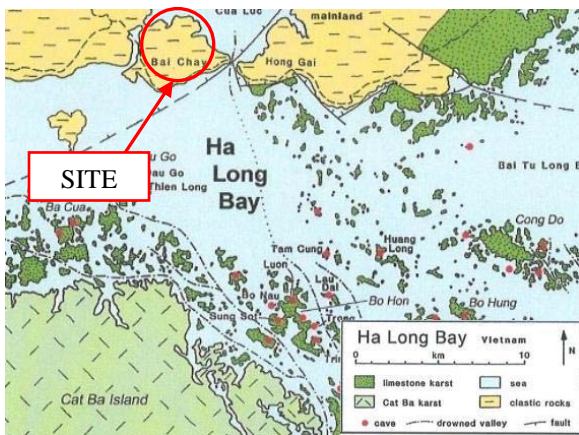 Cua Luc
mainland
Bai Chay
Hong Gai
SITE
Ha
Long
Bay
Thien Long
Bai Tu Long
Ba Cua
Cong Do
Tam Cung
Huang
Long
Luon
Lau
Dai
Bo Nau
Bo Hon
Bo Hung
Sung Sot
Cat Ba Island
Ha Long Bay Vietnam
0 km 10
N
limestone karst
sea
Cat Ba karst
clastic rocks
cave
drowned valley
fault